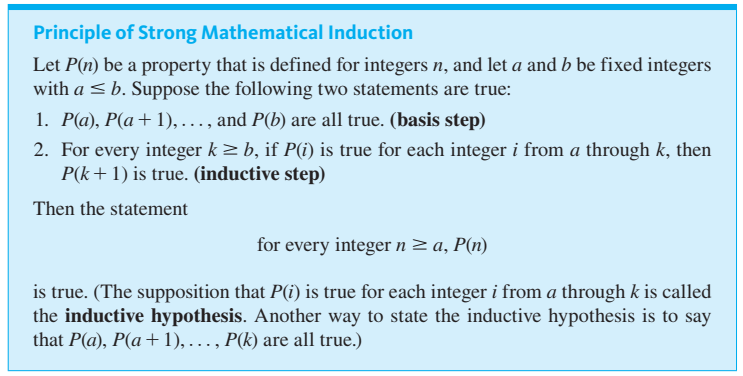 Principle of Strong Mathematical Induction
Let P(n) be a property that is defined for integers n, and let a and b be fixed integers
with a ≤ b. Suppose the following two statements are true:
1. P(a), P(a + 1), . . . , and P(b) are all true. (basis step)
2. For every integer k ≥ b, if P(i) is true for each integer i from a through k, then
P(k + 1) is true. (inductive step)
Then the statement
for every integer n ≥ a, P(n)
is true. (The supposition that P(i) is true for each integer i from a through k is called
the inductive hypothesis. Another way to state the inductive hypothesis is to say
that P(a), P(a + 1), . . . , P(k) are all true.)